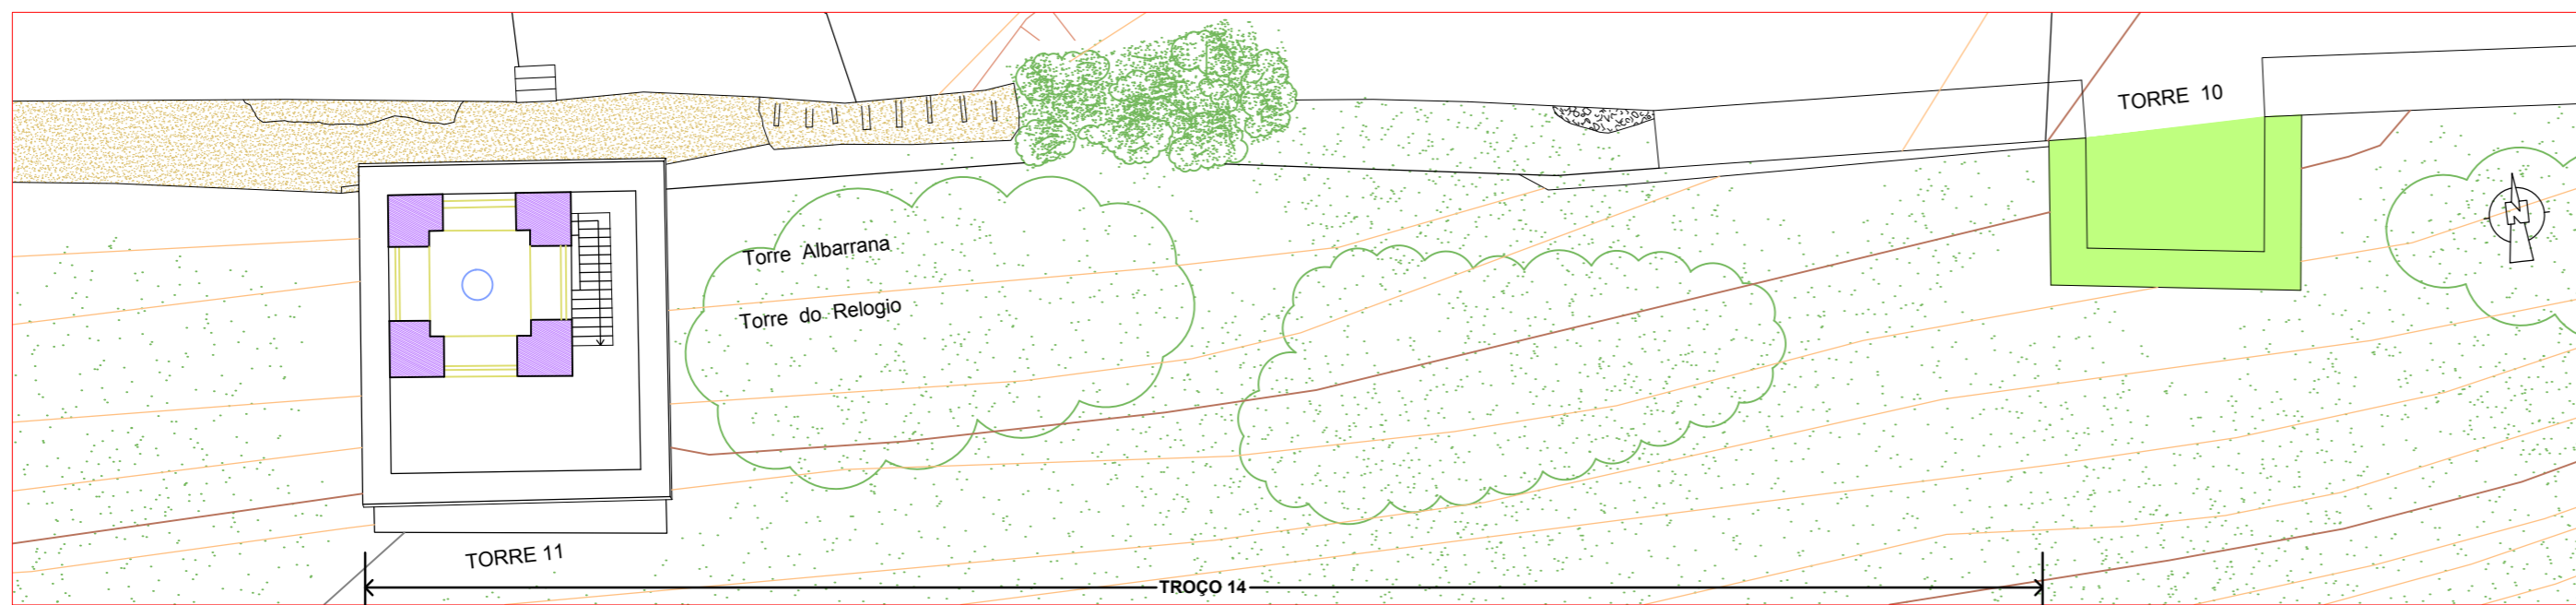 TORRE 10
Torre Albarrana
Torre do Relogio
N
TORRE 11
TROÇO 14